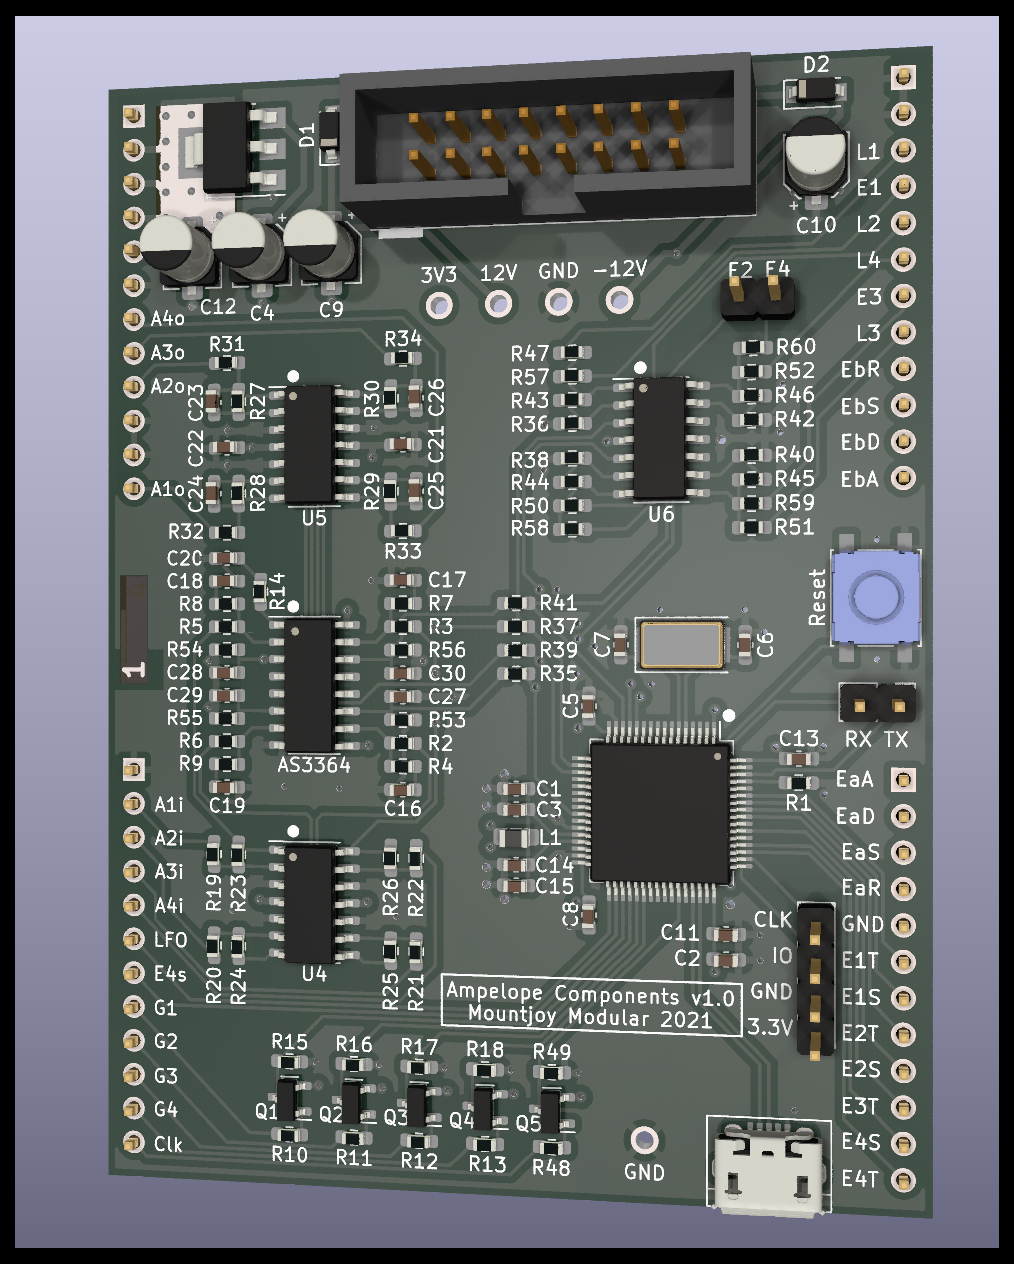 D2
D1
L1
E1
L2
L4
E3
L3
EbR
EbS
EbD
EbA
C10
C12
C4
C9
3V3
12V
GND
-12V
E2
E4
A4o
A3o
A2o
A1o
R31
R34
C23
R27
R30
C26
C22
C21
C24
R28
R29
C25
U5
R33
R47
R57
R43
R36
R38
R44
R50
R58
U6
R60
R52
R46
R42
R40
R45
R59
R51
R32
C20
C18
R8
R5
R54
C28
C29
R55
R6
R9
C19
R14
C17
R7
R3
R56
C30
C27
R53
R2
R4
C16
AS3364
1
R41
R37
R39
R35
C7
C6
C5
Reset
RX TX
C13
R1
C1
C3
L1
C14
C15
C8
C11
C2
EaA
EaD
EaS
EaR
GND
E1T
E1S
E2T
E2S
E3T
E4S
E4T
CLK
IO
GND
3.3V
A1i
A2i
A3i
A4i
LFO
E4s
G1
G2
G3
G4
Clk
R19
R23
R26
R22
R20
R24
U4
R25
R21
Ampelope Components v1.0
Mountjoy Modular 2021
R15
R16
R17
R18
R49
Q1
Q2
Q3
Q4
Q5
R10
R11
R12
R13
R48
GND